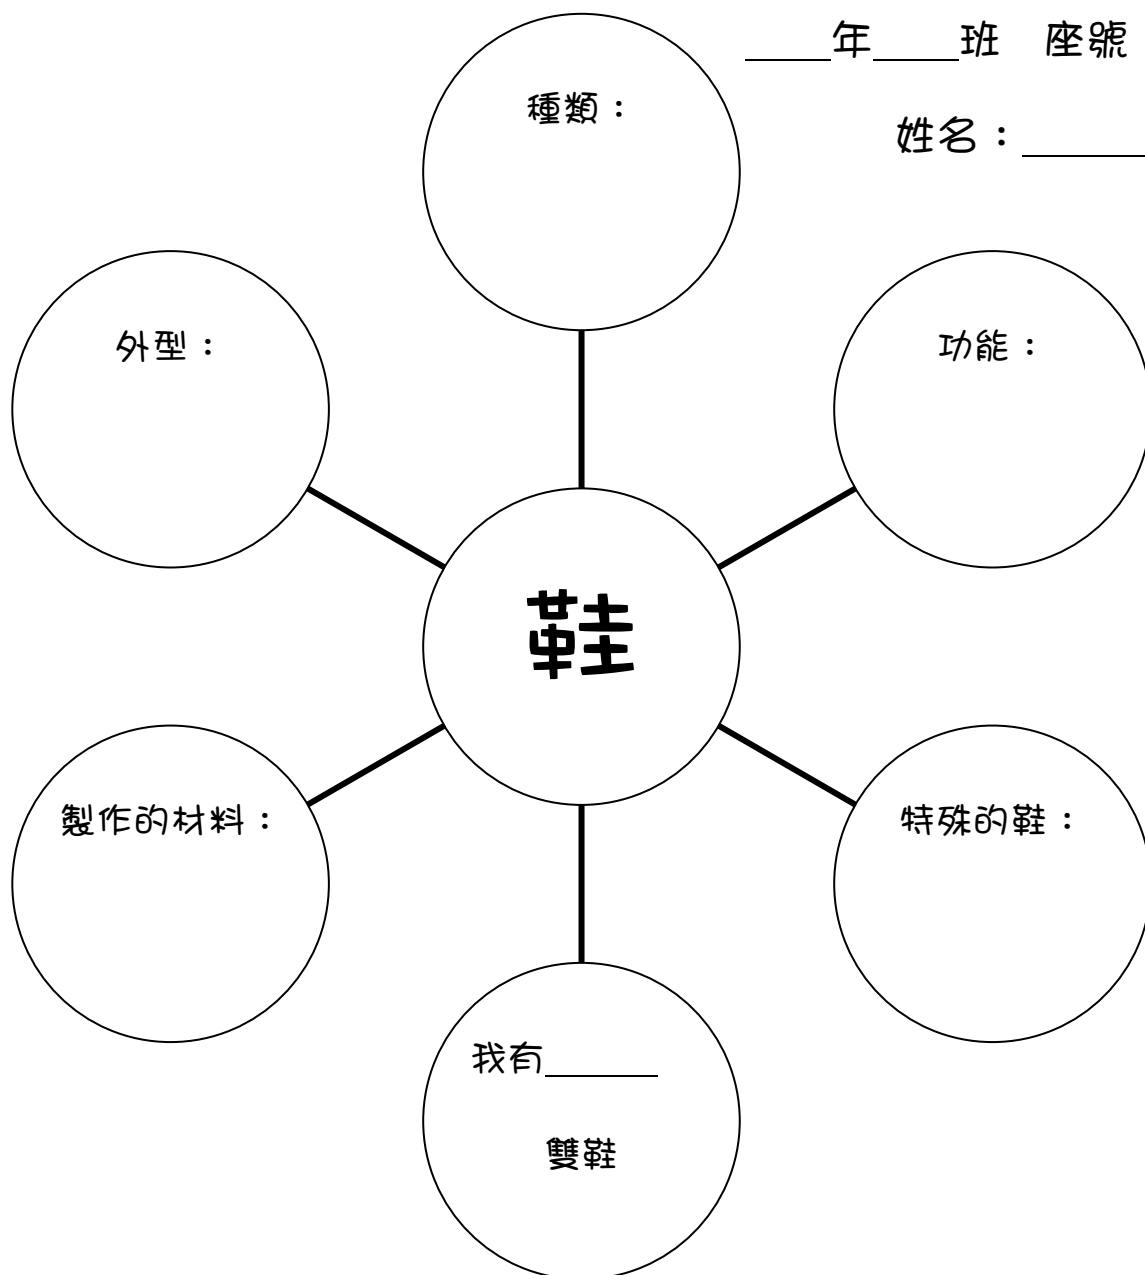 ____年____班　座號
姓名：______
種類：
外型：
功能：
鞋
製作的材料：
特殊的鞋：
我有______
雙鞋